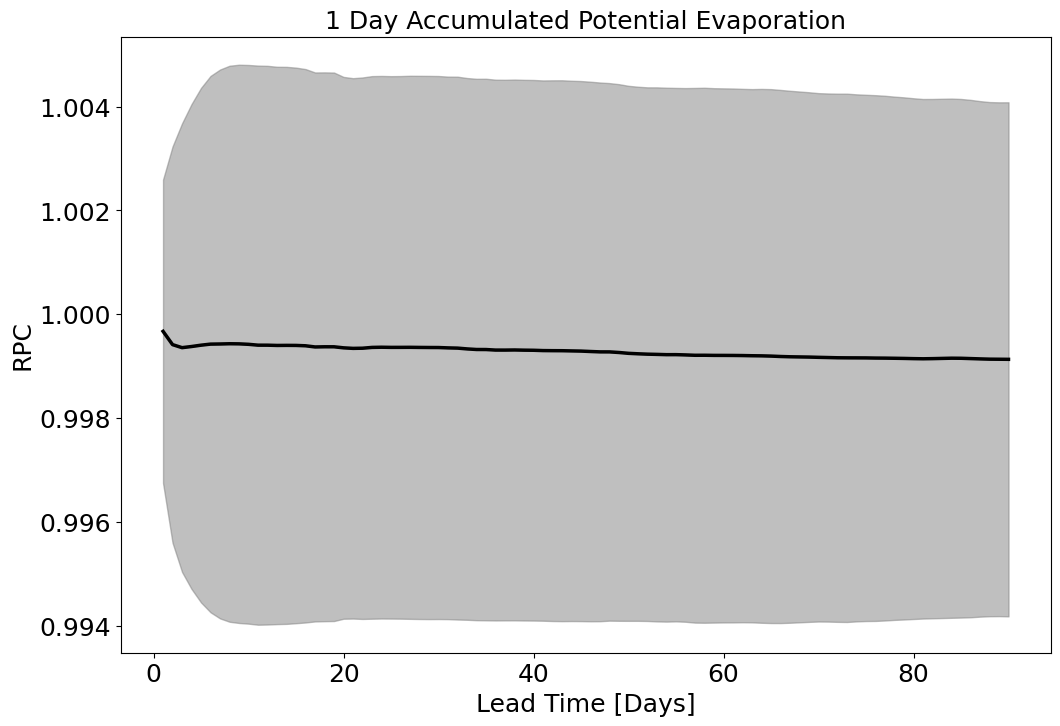 1 Day Accumulated Potential Evaporation
1.004
1.002
1.000
0.998
0.996
0.994
RPC
0 20 40 60 80
Lead Time [Days]